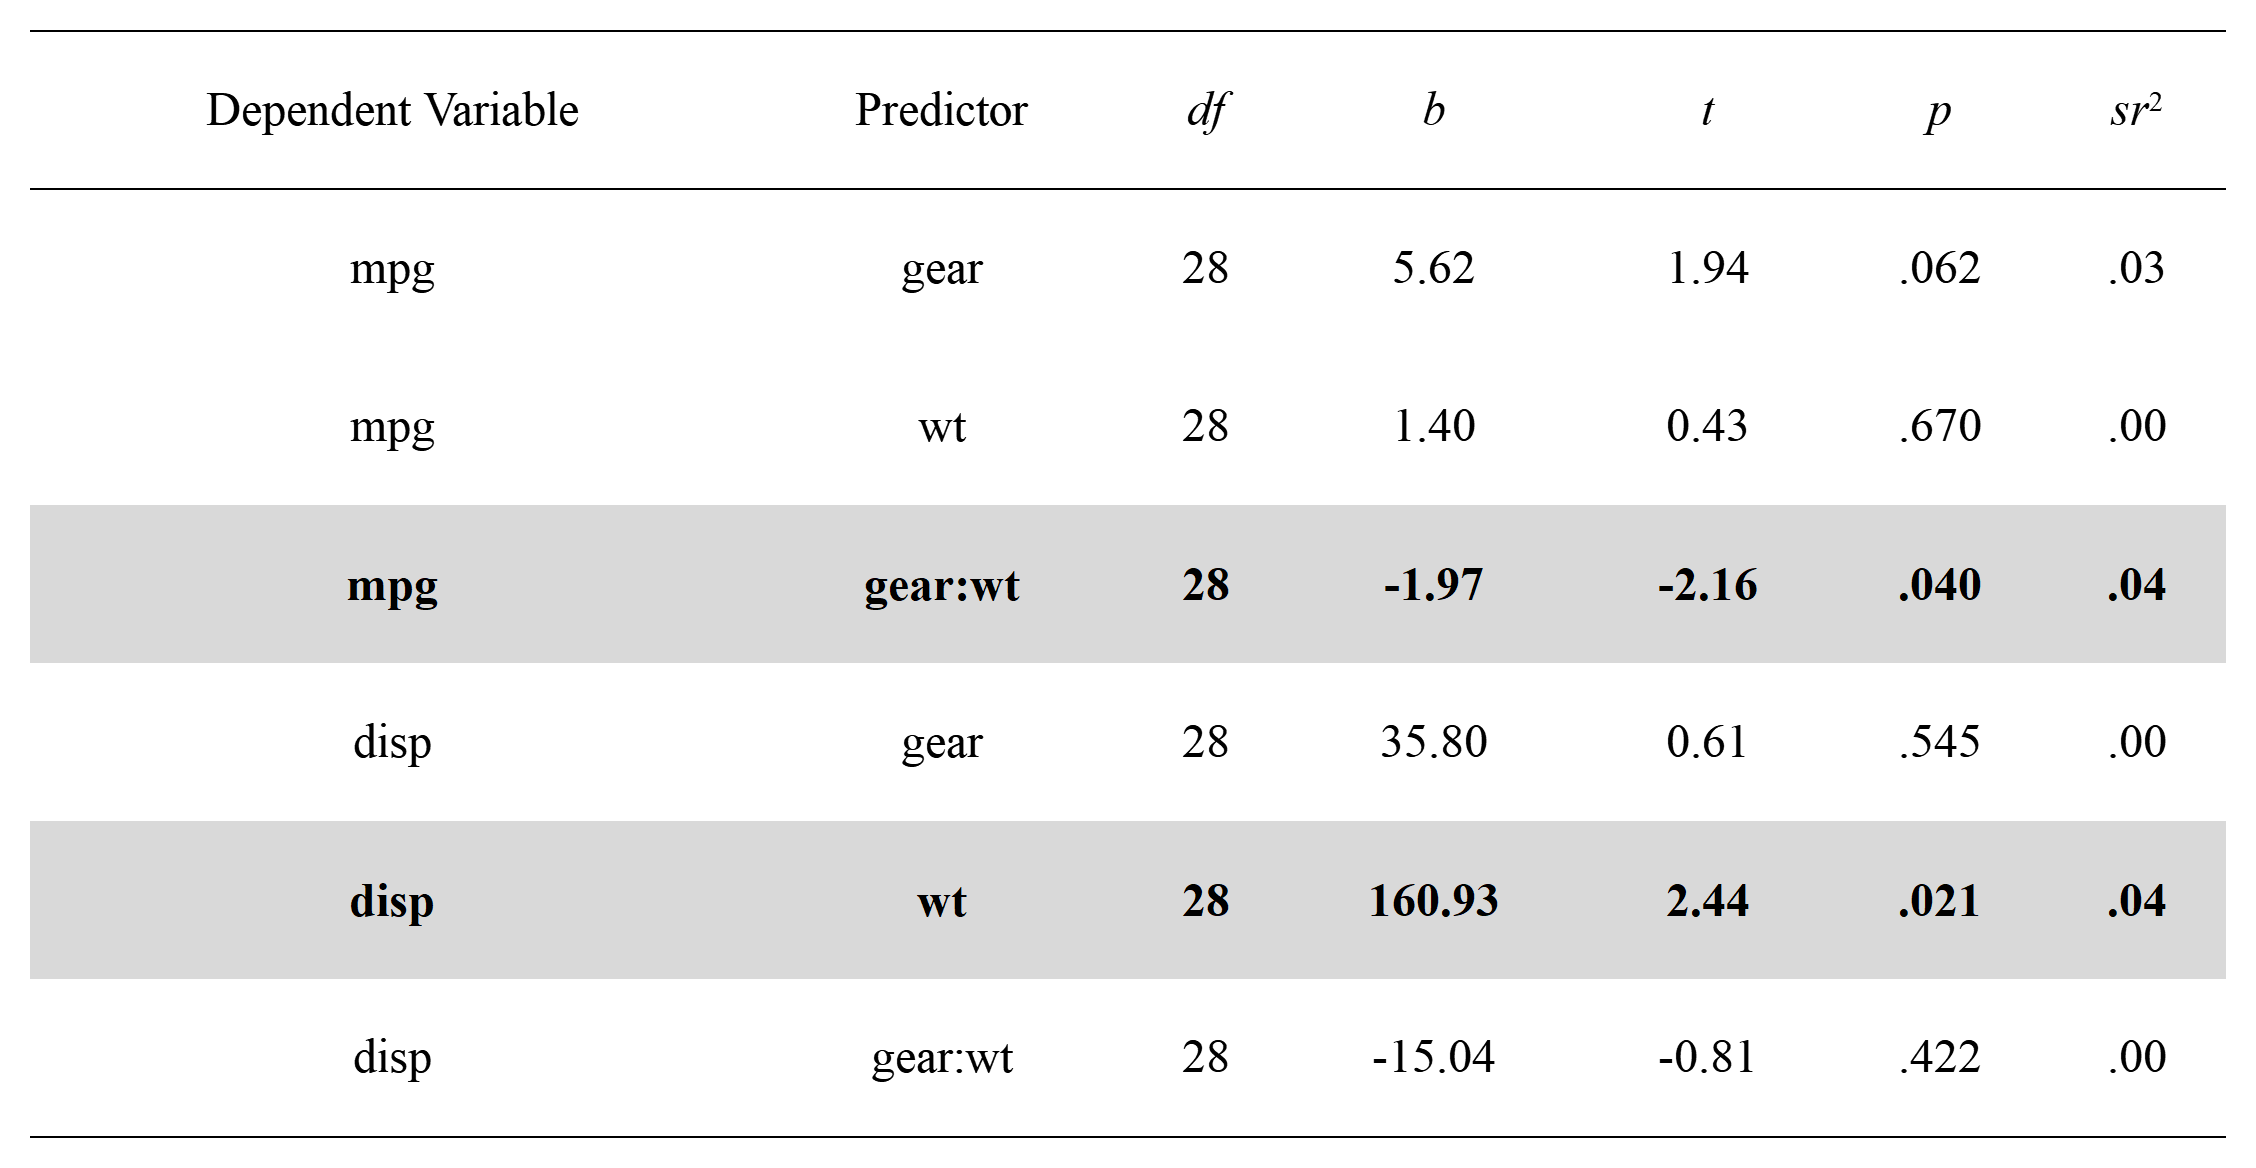 Dependent Variable Predictor df b t p sr²
mpg gear 28 5.62 1.94 .062 .03
mpg wt 28 1.40 0.43 .670 .00
mpg gear:wt 28 -1.97 -2.16 .040 .04
disp gear 28 35.80 0.61 .545 .00
disp wt 28 160.93 2.44 .021 .04
disp gear:wt 28 -15.04 -0.81 .422 .00